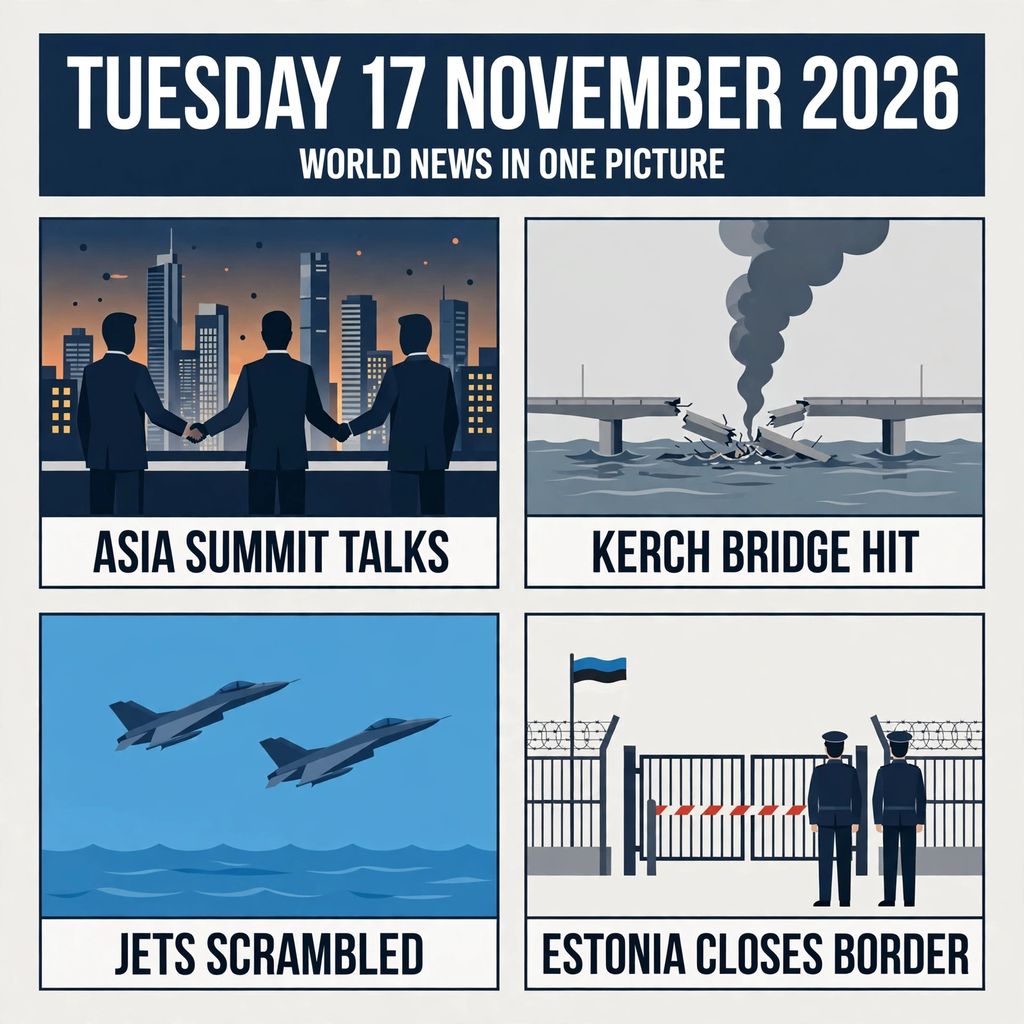 TUESDAY 17 NOVEMBER 2026
WORLD NEWS IN ONE PICTURE
ASIA SUMMIT TALKS
KERCH BRIDGE HIT
JETS SCRAMBLED
ESTONIA CLOSES BORDER